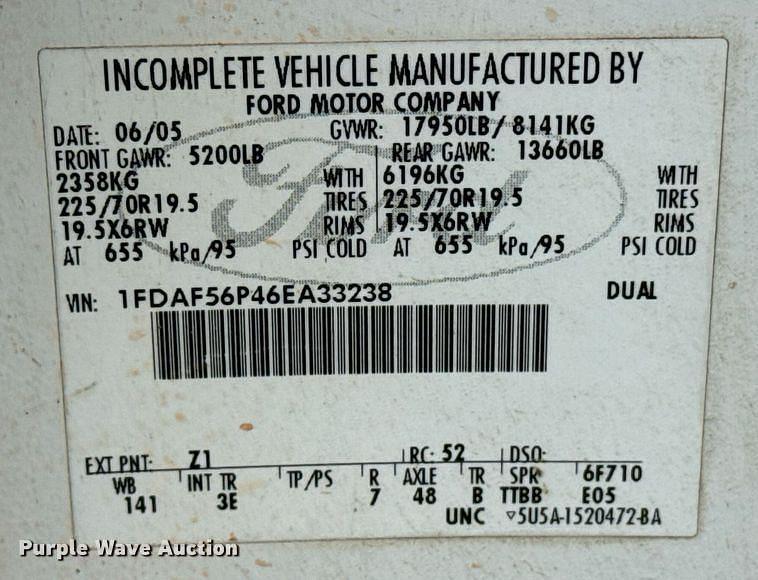 INCOMPLETE VEHICLE MANUFACTURED BY
FORD MOTOR COMPANY
DATE: 06/05 GVWR: 17950LB/ 8141KG
FRONT GAWR: 5200LB REAR GAWR: 13660LB
2358KG WITH 6196KG WITH
225/70R19.5 TIRES 225/70R19.5 TIRES
19.5X6RW RIMS 19.5X6RW RIMS
AT 655 kPa/95 PSI COLD AT 655 kPa/95 PSI COLD
VIN: 1FDAF56P46EA33238 DUAL
EXT PNT: Z1 RC: 52 DSO:
WB INT TR TP/PS R AXLE TR SPR 6F710
141 3E 7 48 B TTBB E05
UNC ▽5U5A-1520472-BA
Ford
Purple Wave Auction